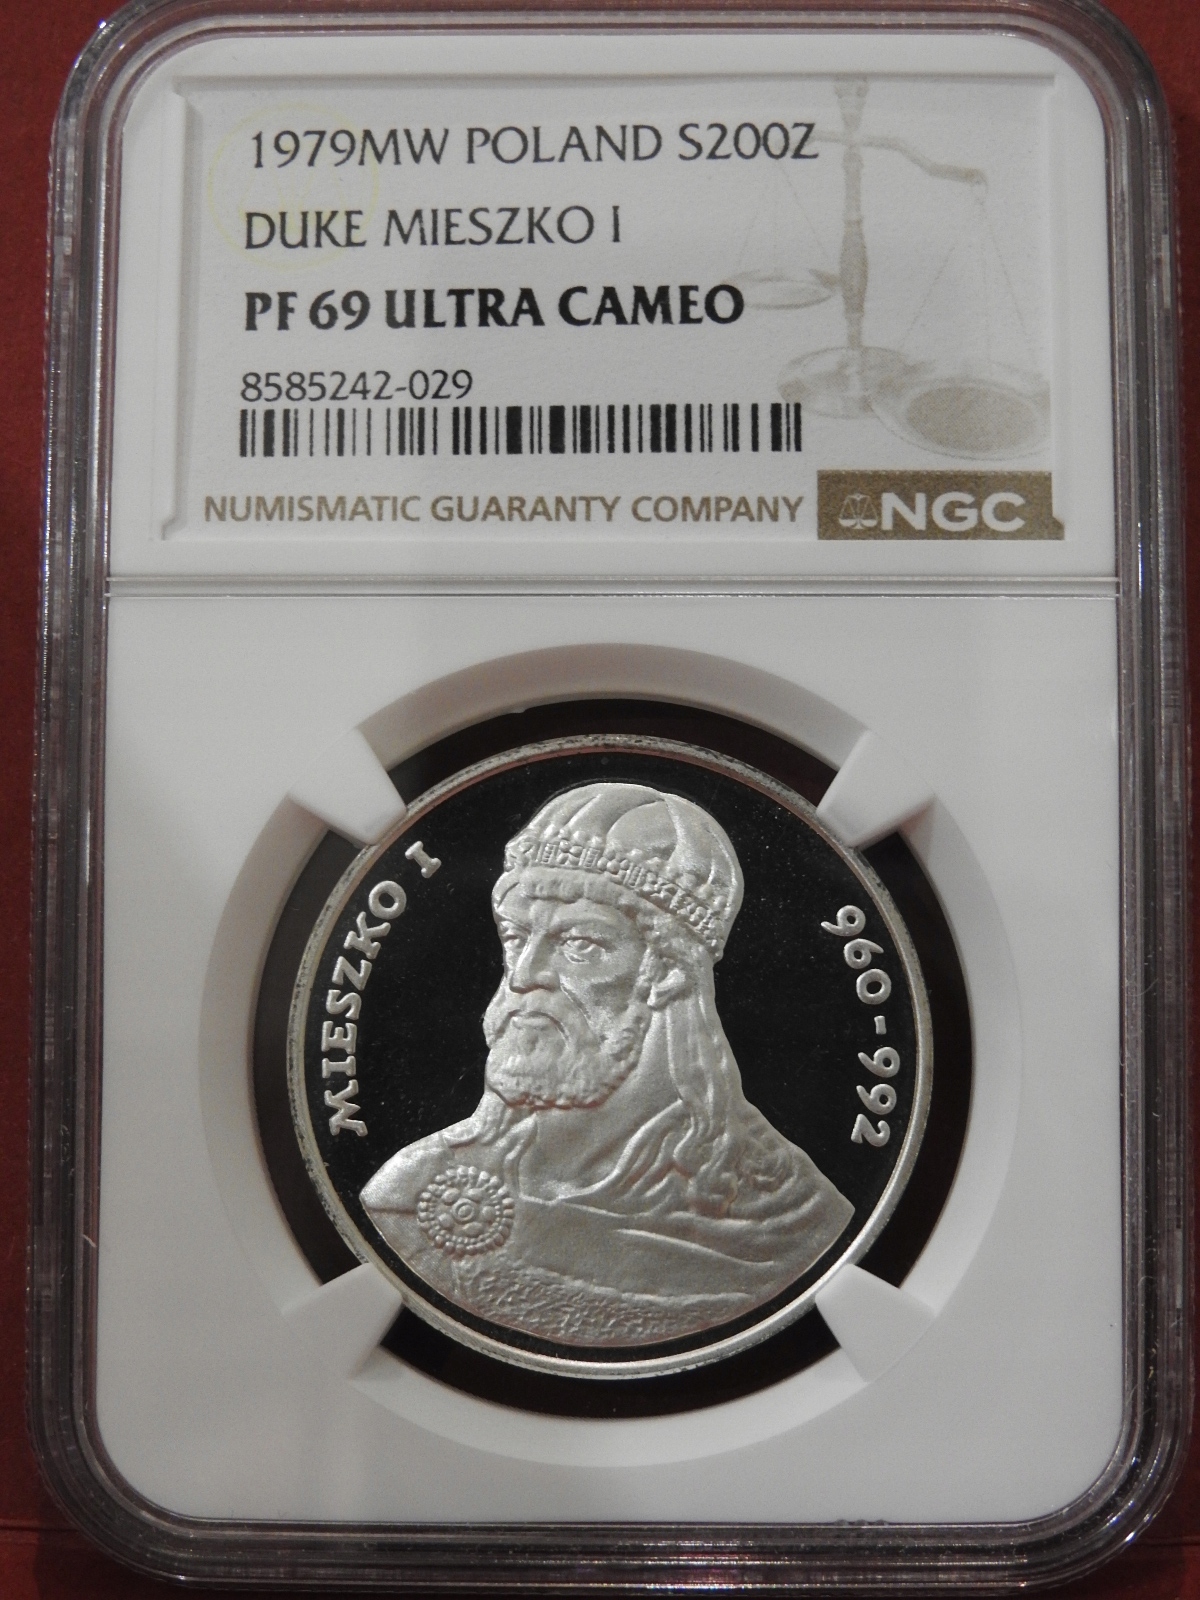 1979MW POLAND S200Z
DUKE MIESZKO I
PF 69 ULTRA CAMEO
8585242-029
NUMISMATIC GUARANTY COMPANY NGC
MIESZKO I
960-992